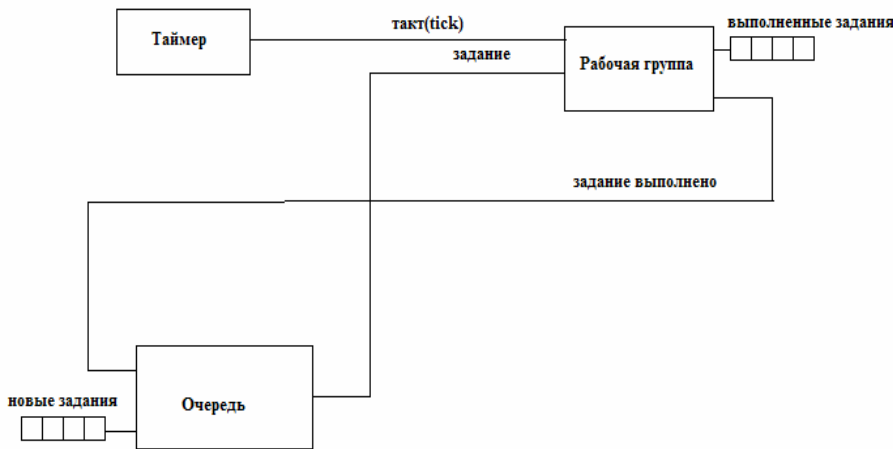 такт(tick)
выполненные задания
Таймер
задание
Рабочая группа
задание выполнено
новые задания
Очередь